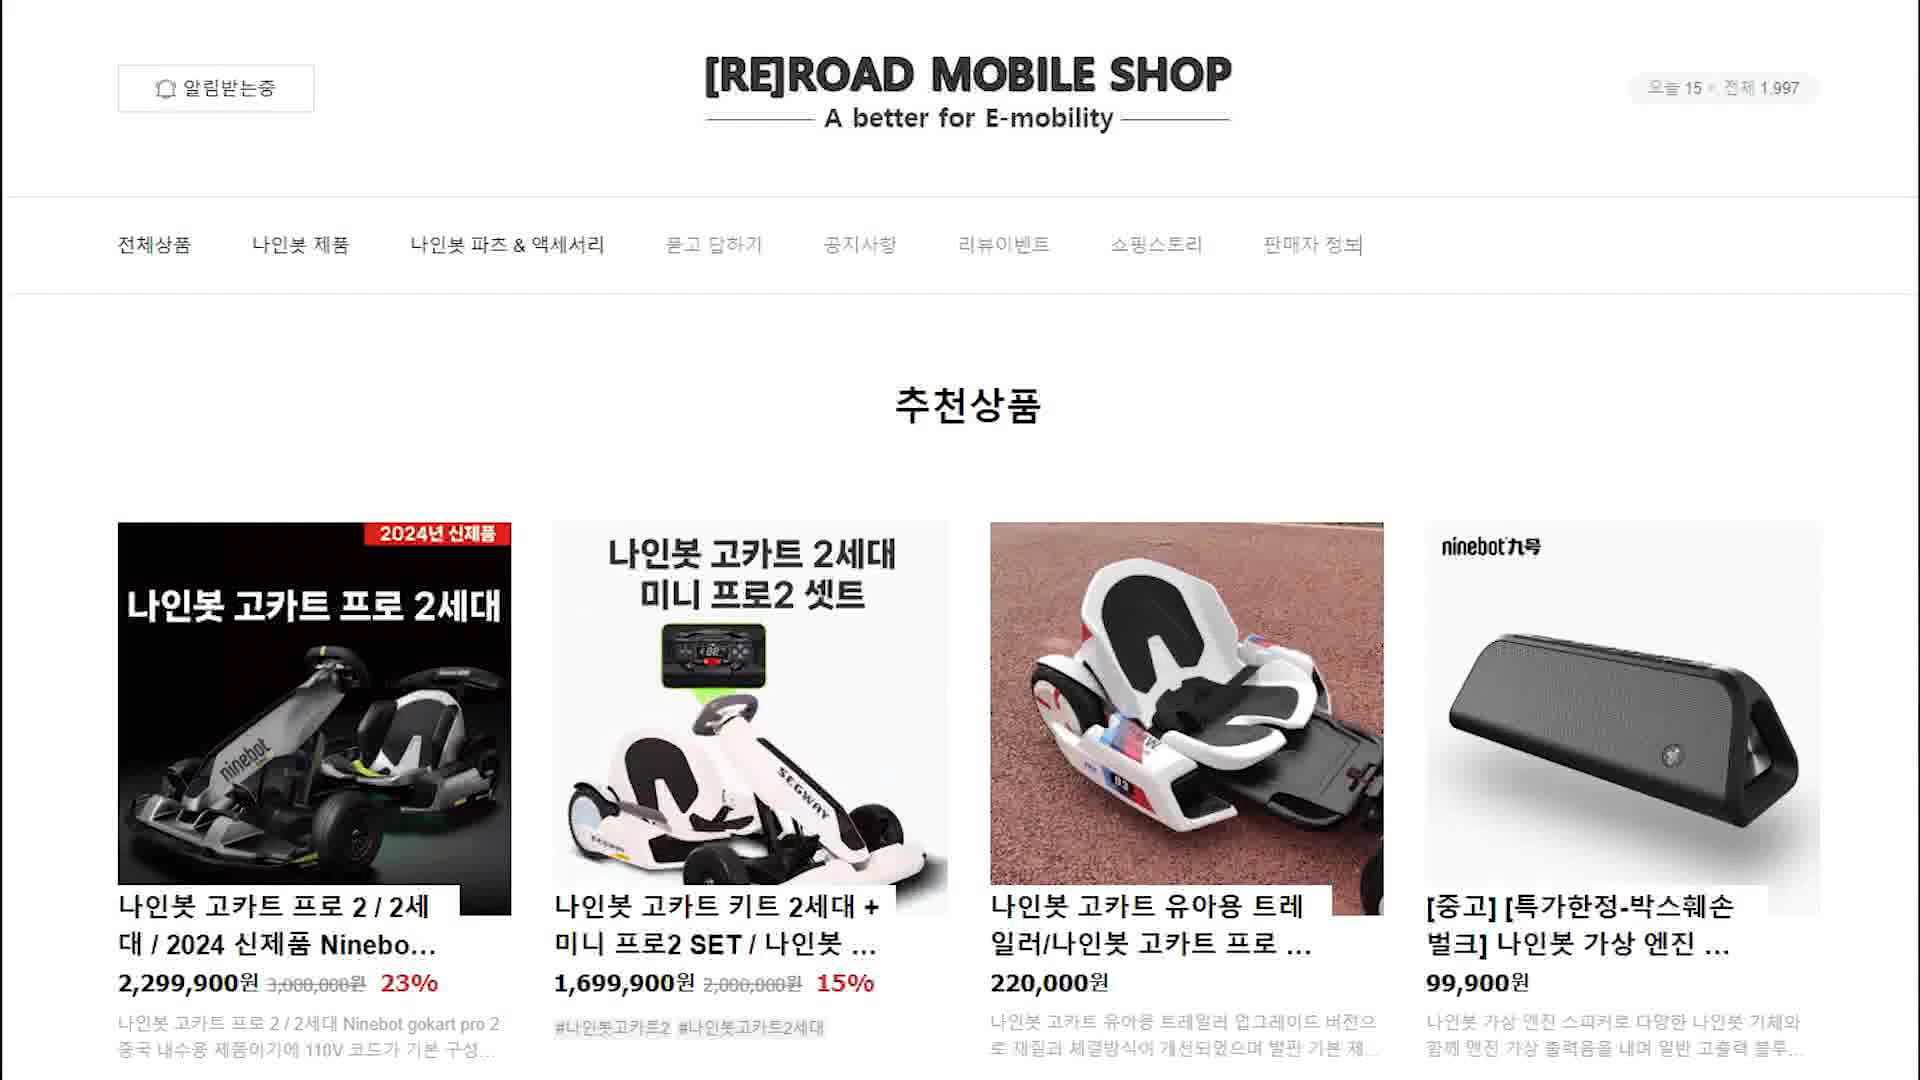 알림받는중
[RE]ROAD MOBILE SHOP
A better for E-mobility
오늘 15 전체 1,997
전체상품 나인봇 제품 나인봇 파츠 & 액세서리 묻고 답하기 공지사항 리뷰이벤트 쇼핑스토리 판매자 정보
추천상품
2024년 신제품
나인봇 고카트 프로 2세대
ninebot
나인봇 고카트 프로 2 / 2세
대 / 2024 신제품 Ninebo...
2,299,900원 3,000,000원 23%
나인봇 고카트 프로 2 / 2세대 Ninebot gokart pro 2
중국 내수용 제품이기에 110V 코드가 기본 구성...
나인봇 고카트 2세대
미니 프로2 셋트
SEGWAY
나인봇 고카트 키트 2세대 +
미니 프로2 SET / 나인봇 ...
1,699,900원 2,000,000원 15%
#나인봇고카트2 #나인봇고카트2세대
나인봇 고카트 유아용 트레
일러/나인봇 고카트 프로 ...
220,000원
나인봇 고카트 유아용 트레일러 업그레이드 버전으
로 재질과 체결방식이 개선되었으며 발판 기본 제...
ninebot 九号
[중고] [특가한정-박스훼손
벌크] 나인봇 가상 엔진 ...
99,900원
나인봇 가상 엔진 스피커로 다양한 나인봇 기체와
함께 엔진 가상 출력음을 내며 일반 고출력 블루...